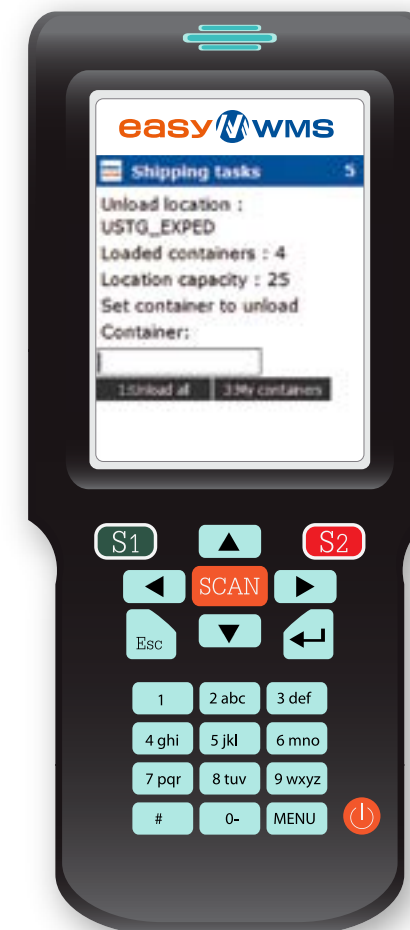 easy WMS
Shipping tasks 5
Unload location :
USTG_EXPED
Loaded containers : 4
Location capacity : 25
Set container to unload
Container:
1:Unload all 3:My containers
S1 S2
SCAN
Esc
1 2 abc 3 def
4 ghi 5 jkl 6 mno
7 pqr 8 tuv 9 wxyz
# 0- MENU